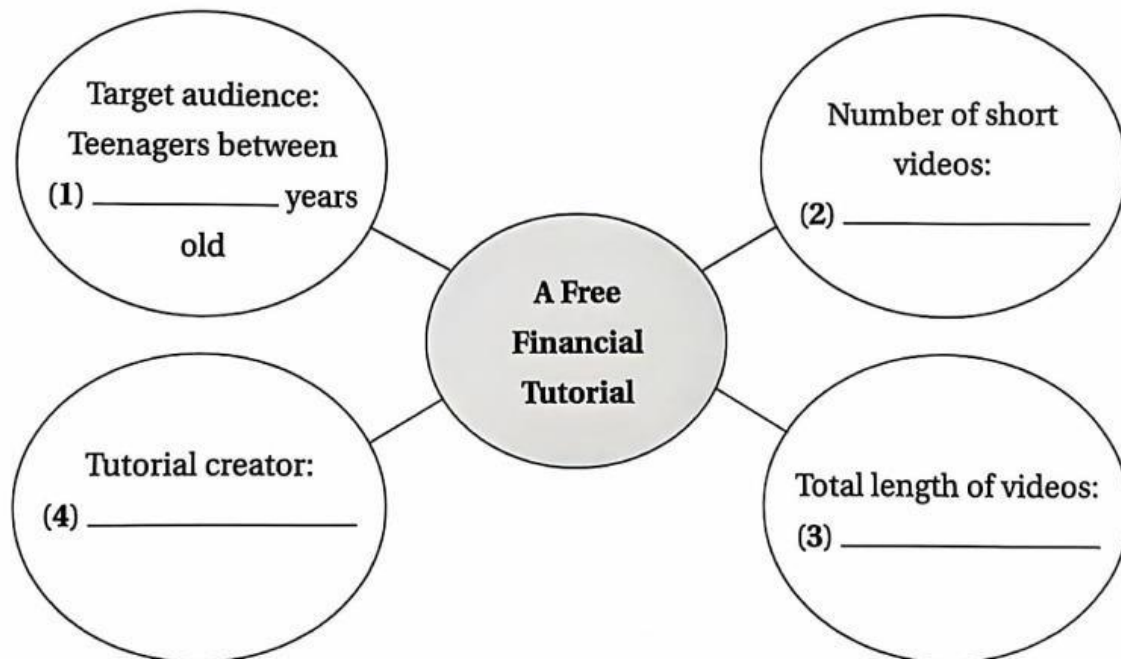 Target audience:
Teenagers between
(1) ____________ years
old
Number of short
videos:
(2) ________________
A Free
Financial
Tutorial
Tutorial creator:
(4) _________________
Total length of videos:
(3) ________________